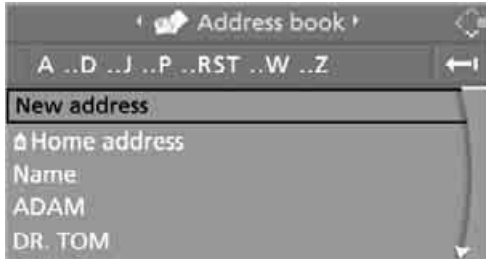 Address book
A ..D ..J ..P ..RST ..W ..Z
New address
Home address
Name
ADAM
DR. TOM